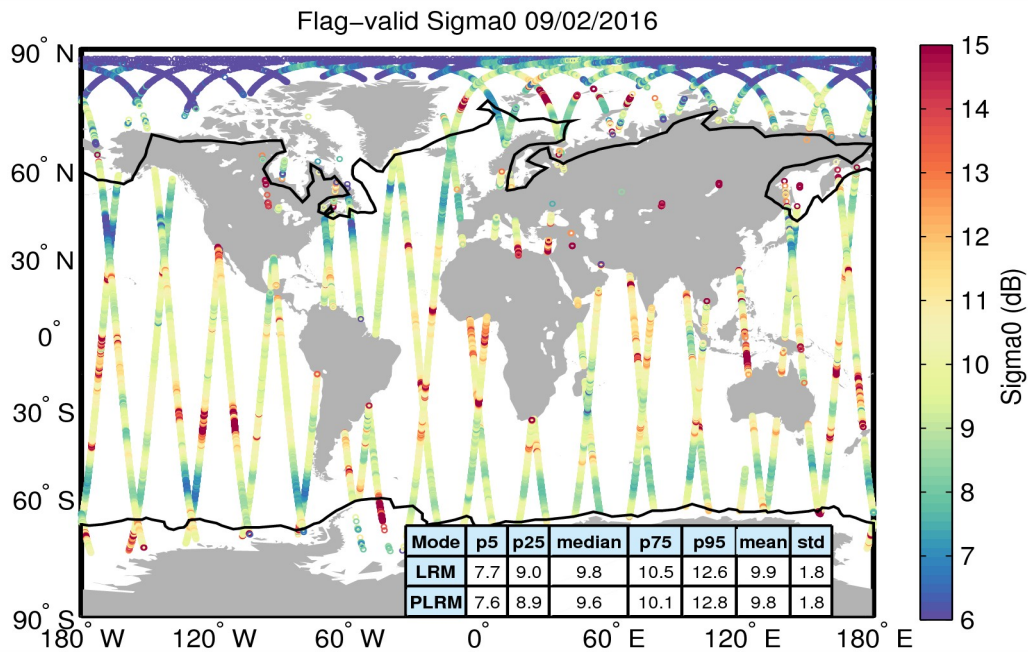 Flag−valid Sigma0 09/02/2016
90° N
60° N
30° N
0°
30° S
60° S
90° S
180° W
120° W
60° W
0°
60° E
120° E
180° E
Mode p5 p25 median p75 p95 mean std
LRM 7.7 9.0 9.8 10.5 12.6 9.9 1.8
PLRM 7.6 8.9 9.6 10.1 12.8 9.8 1.8
15
14
13
12
11
10
9
8
7
6
Sigma0 (dB)